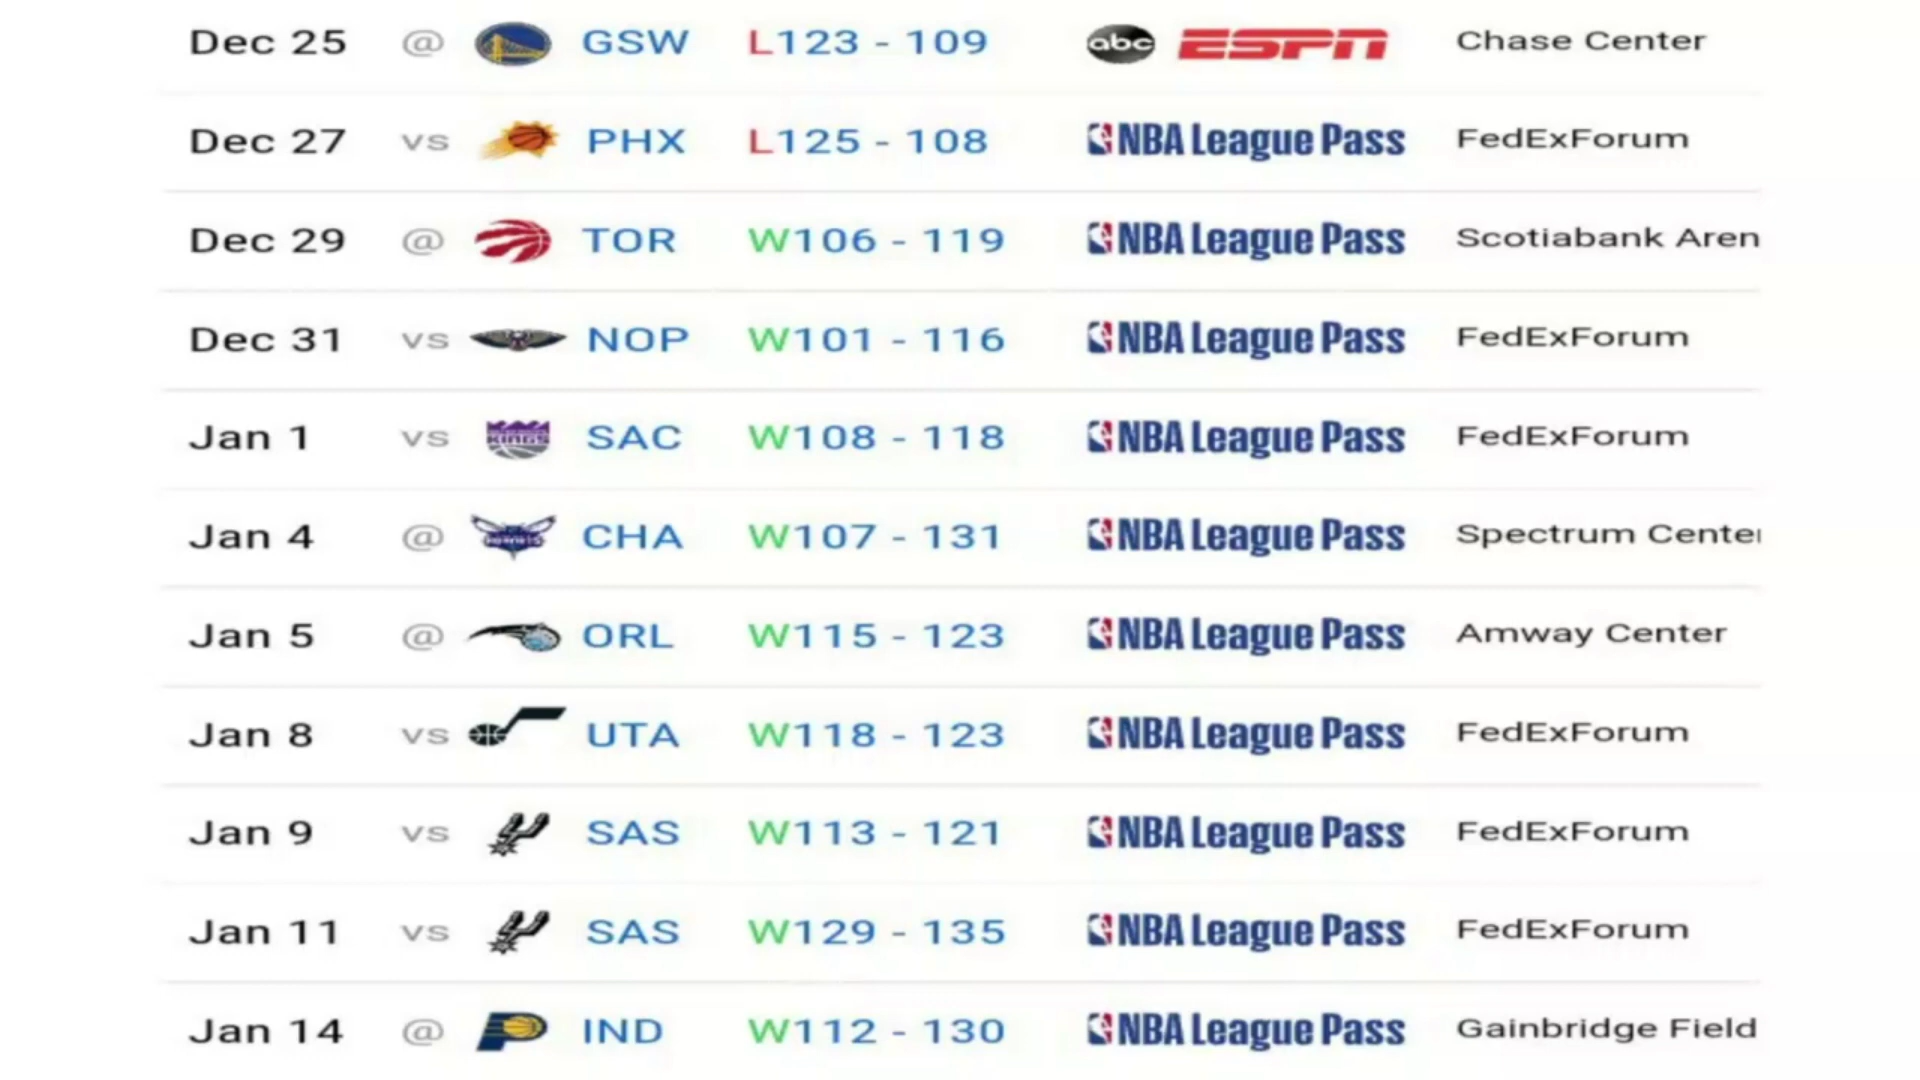 Dec 25 @ GSW L123 - 109 abc ESPN Chase Center
Dec 27 vs PHX L125 - 108 NBA League Pass FedExForum
Dec 29 @ TOR W106 - 119 NBA League Pass Scotiabank Aren
Dec 31 vs NOP W101 - 116 NBA League Pass FedExForum
Jan 1 vs KINGS SAC W108 - 118 NBA League Pass FedExForum
Jan 4 @ CHA W107 - 131 NBA League Pass Spectrum Center
Jan 5 @ ORL W115 - 123 NBA League Pass Amway Center
Jan 8 vs UTA W118 - 123 NBA League Pass FedExForum
Jan 9 vs SAS W113 - 121 NBA League Pass FedExForum
Jan 11 vs SAS W129 - 135 NBA League Pass FedExForum
Jan 14 @ IND W112 - 130 NBA League Pass Gainbridge Field